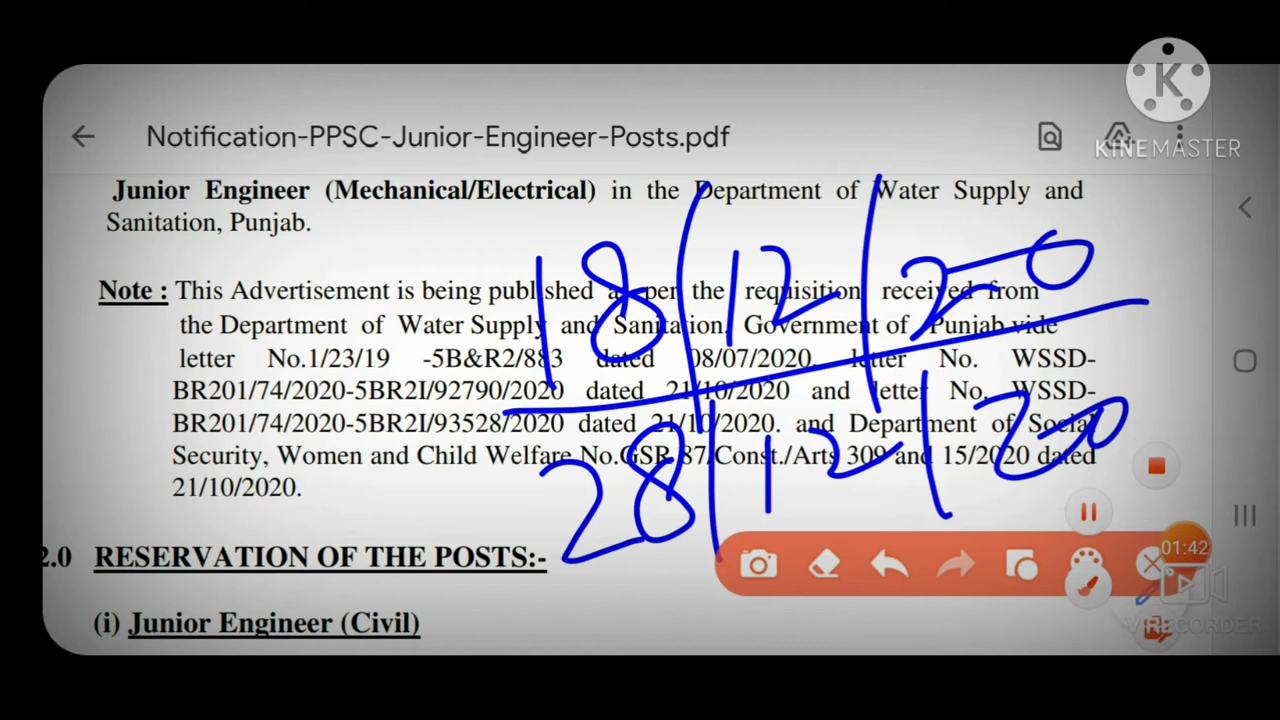 Notification-PPSC-Junior-Engineer-Posts.pdf
K
KINEMASTER
Junior Engineer (Mechanical/Electrical) in the Department of Water Supply and
Sanitation, Punjab.
Note : This Advertisement is being published as per the requisition received from
the Department of Water Supply and Sanitation, Government of Punjab vide
letter No.1/23/19 -5B&R2/883 dated 08/07/2020, letter No. WSSD-
BR201/74/2020-5BR2I/92790/2020 dated 21/10/2020 and letter No. WSSD-
BR201/74/2020-5BR2I/93528/2020 dated 21/10/2020. and Department of Social
Security, Women and Child Welfare No.GSR 87/Const./Arts 309 and 15/2020 dated
21/10/2020.
18/12/20
28/12/20
2.0 RESERVATION OF THE POSTS:-
(i) Junior Engineer (Civil)
01:42
V RECORDER